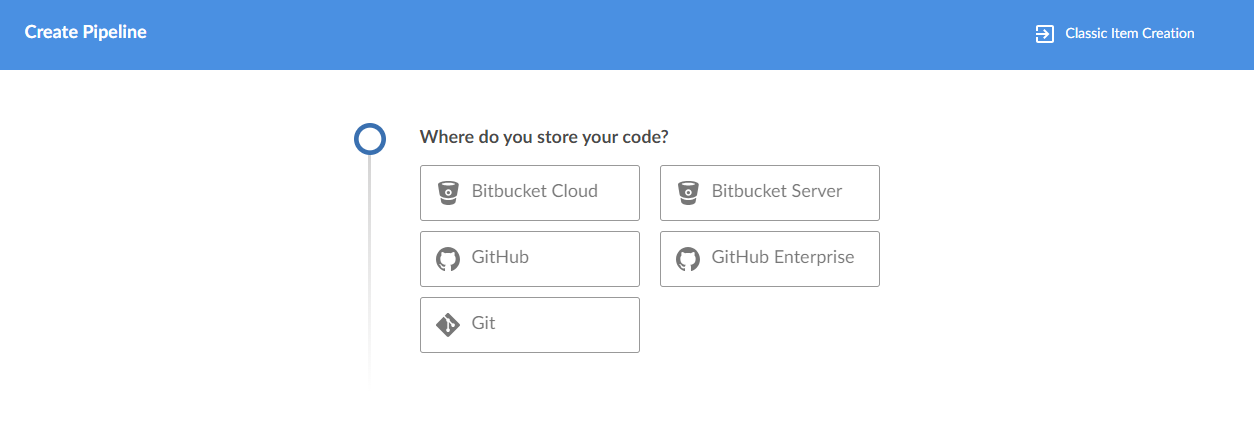 Create Pipeline
Classic Item Creation
Where do you store your code?
Bitbucket Cloud
Bitbucket Server
GitHub
GitHub Enterprise
Git